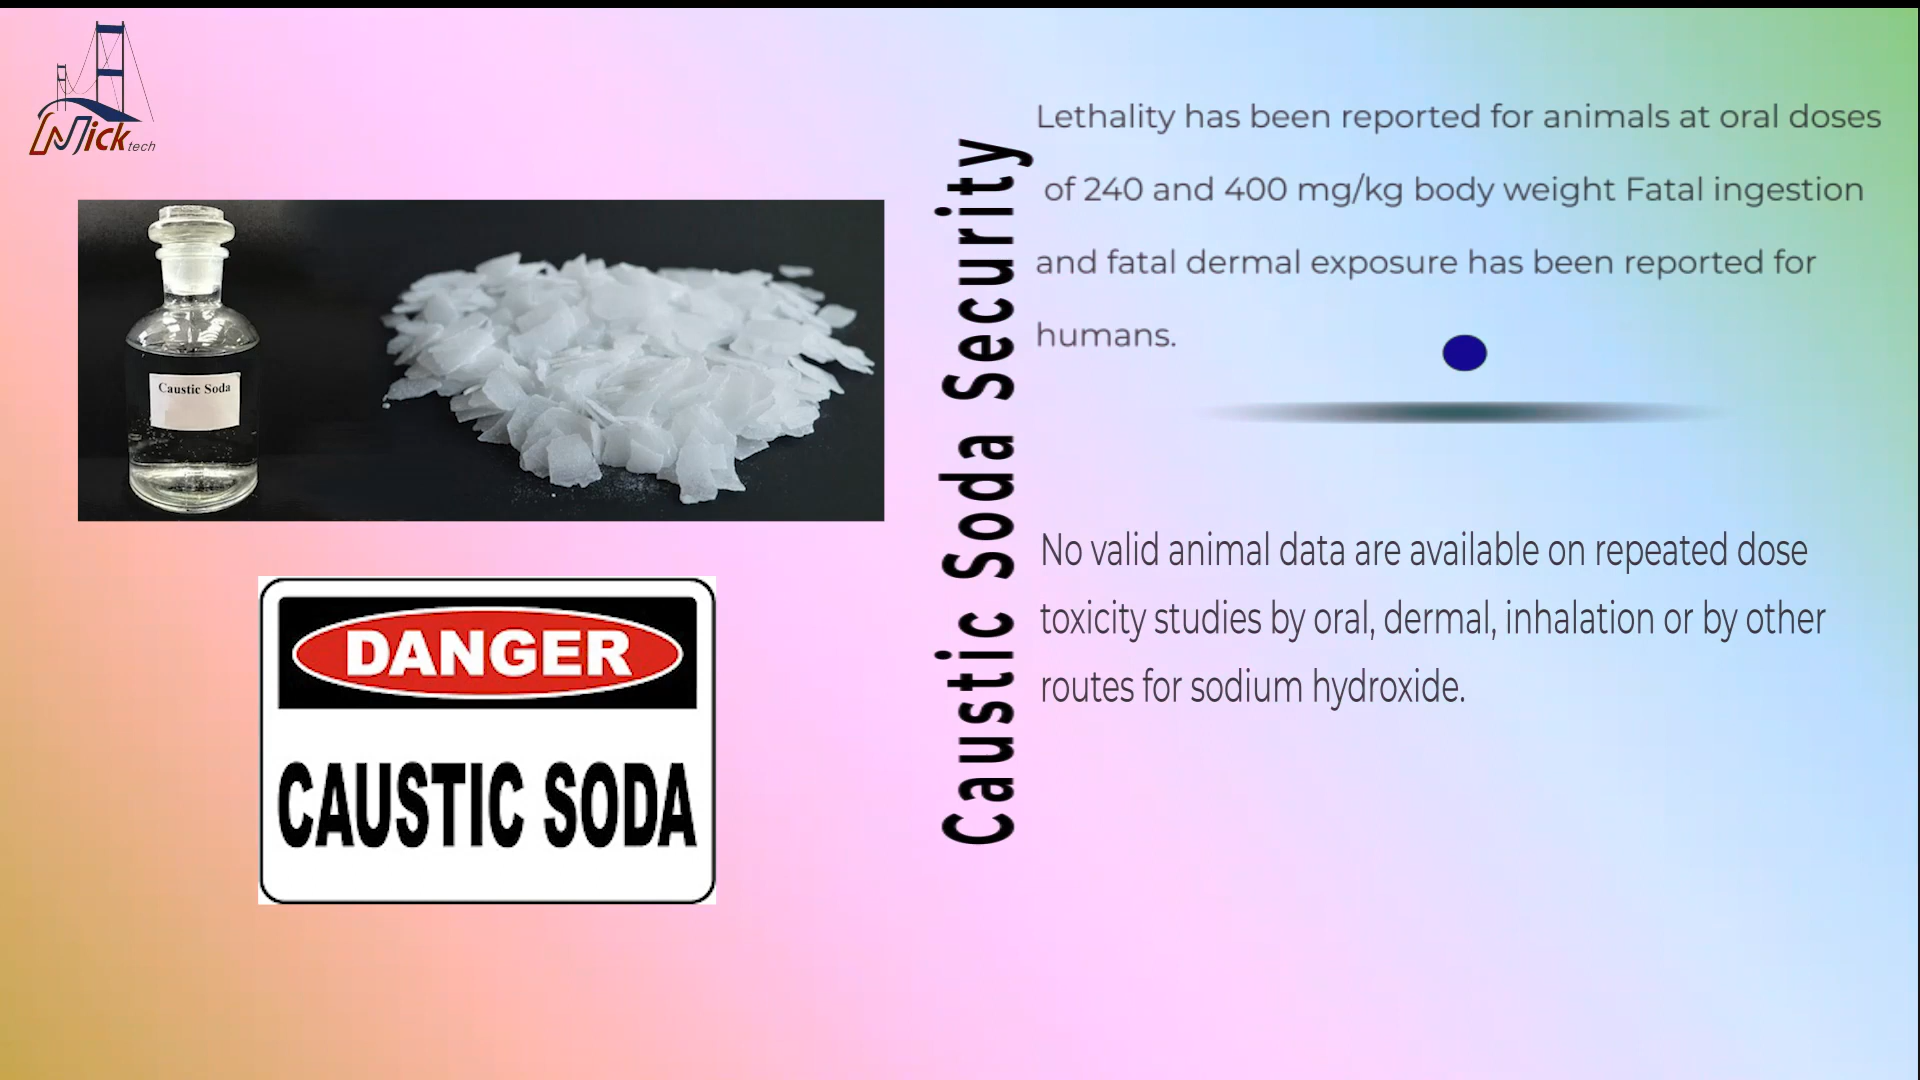 Nick tech
Caustic Soda
DANGER
CAUSTIC SODA
Caustic Soda Security
Lethality has been reported for animals at oral doses
of 240 and 400 mg/kg body weight Fatal ingestion
and fatal dermal exposure has been reported for
humans.
No valid animal data are available on repeated dose
toxicity studies by oral, dermal, inhalation or by other
routes for sodium hydroxide.